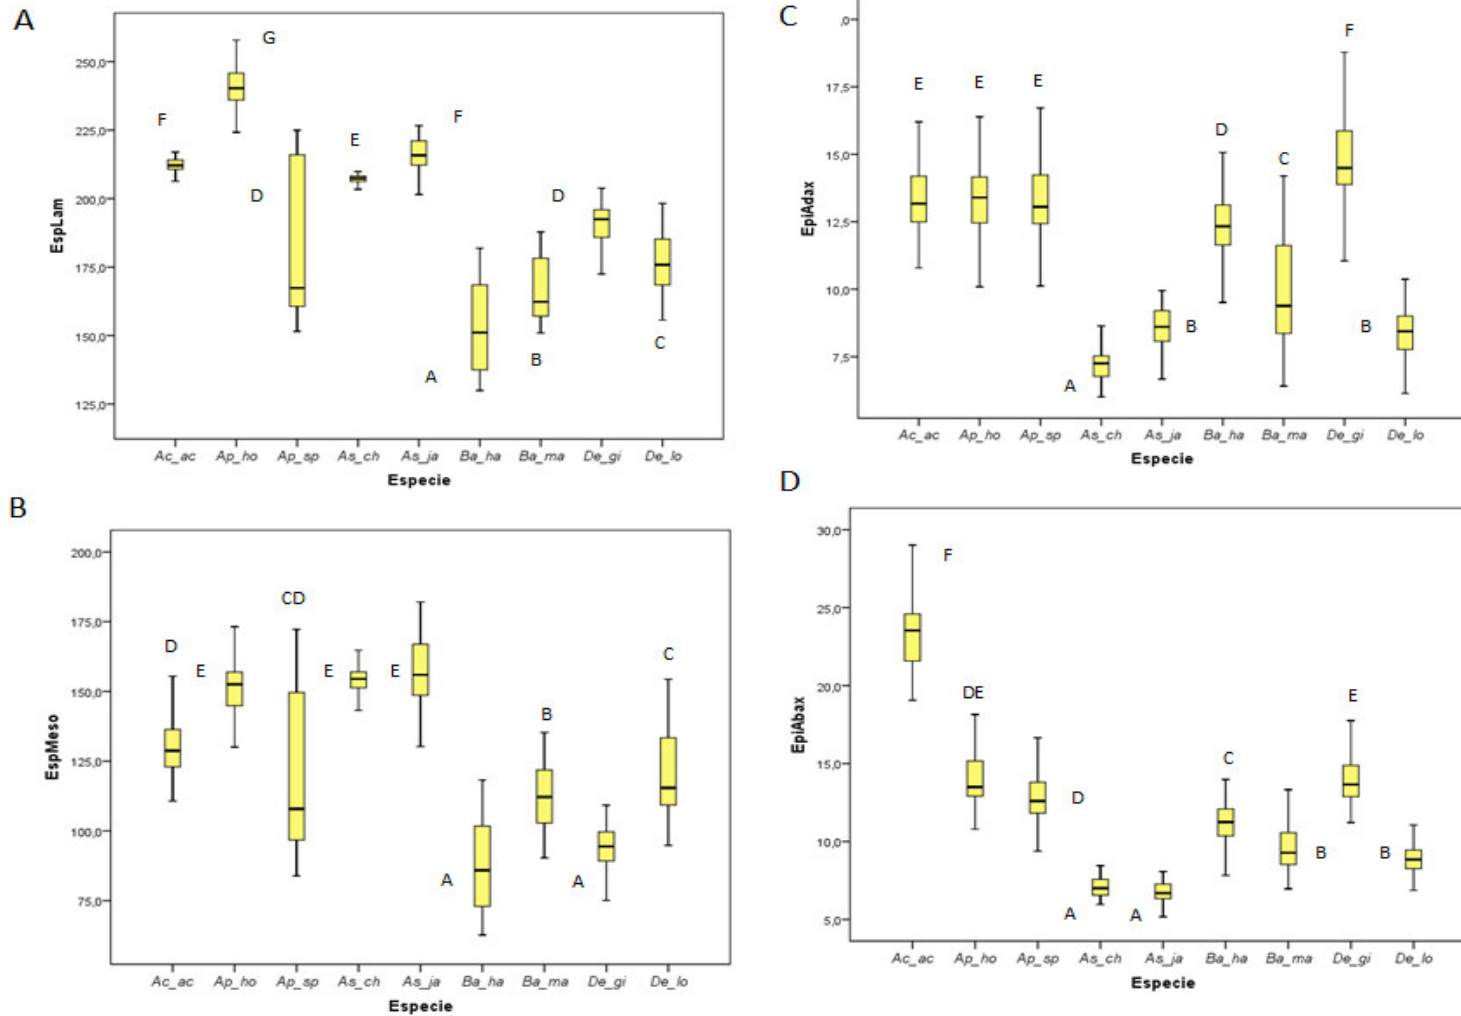 A
250,0
225,0
200,0
175,0
150,0
125,0
EspLam
F
G
D
E
F
A
D
B
C
Ac_ac Ap_ho Ap_sp As_ch As_ja Ba_ha Ba_ma De_gi De_lo
Especie
B
200,0
175,0
150,0
125,0
100,0
75,0
EspMeso
D
E
CD
E
E
A
B
A
C
Ac_ac Ap_ho Ap_sp As_ch As_ja Ba_ha Ba_ma De_gi De_lo
Especie
C
,0
17,5
15,0
12,5
10,0
7,5
EpiAdax
E
E
E
A
B
D
C
F
B
Ac_ac Ap_ho Ap_sp As_ch As_ja Ba_ha Ba_ma De_gi De_lo
Especie
D
30,0
25,0
20,0
15,0
10,0
5,0
EpiAbax
F
DE
D
A
A
C
B
E
B
Ac_ac Ap_ho Ap_sp As_ch As_ja Ba_ha Ba_ma De_gi De_lo
Especie